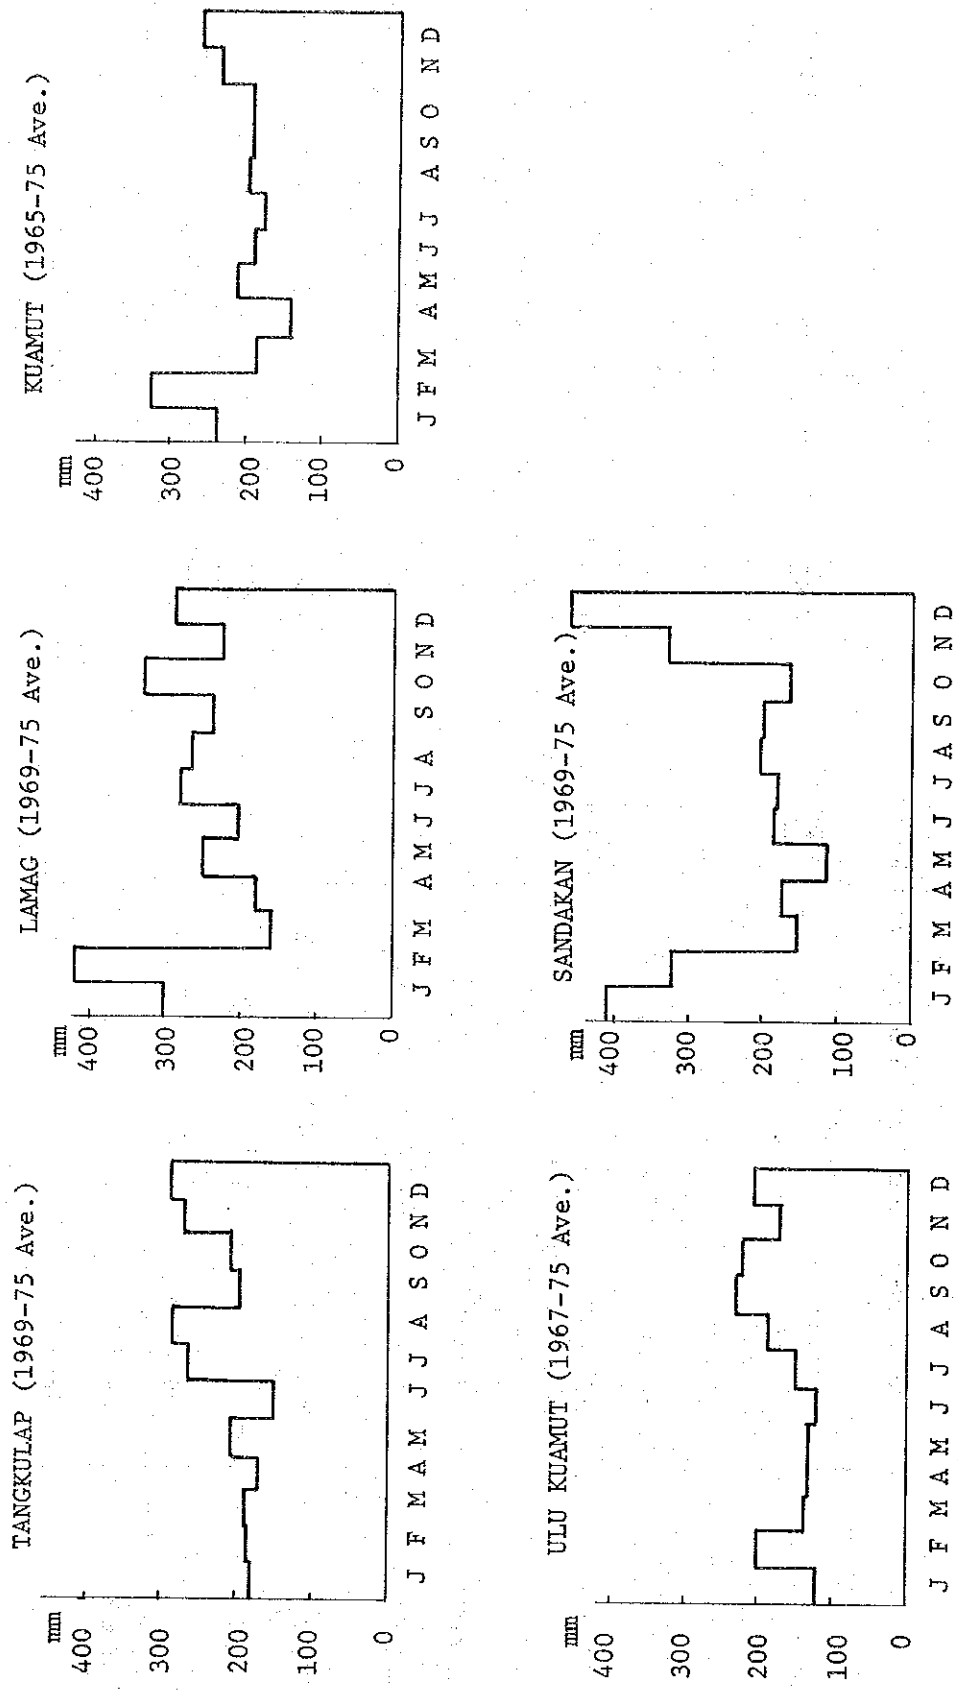 TANGKULAP (1969-75 Ave.)
mm
400
300
200
100
0
J F M A M J J A S O N D
LAMAG (1969-75 Ave.)
mm
400
300
200
100
0
J F M A M J J A S O N D
KUAMUT (1965-75 Ave.)
mm
400
300
200
100
0
J F M A M J J A S O N D
ULU KUAMUT (1967-75 Ave.)
mm
400
300
200
100
0
J F M A M J J A S O N D
SANDAKAN (1969-75 Ave.)
mm
400
300
200
100
0
J F M A M J J A S O N D